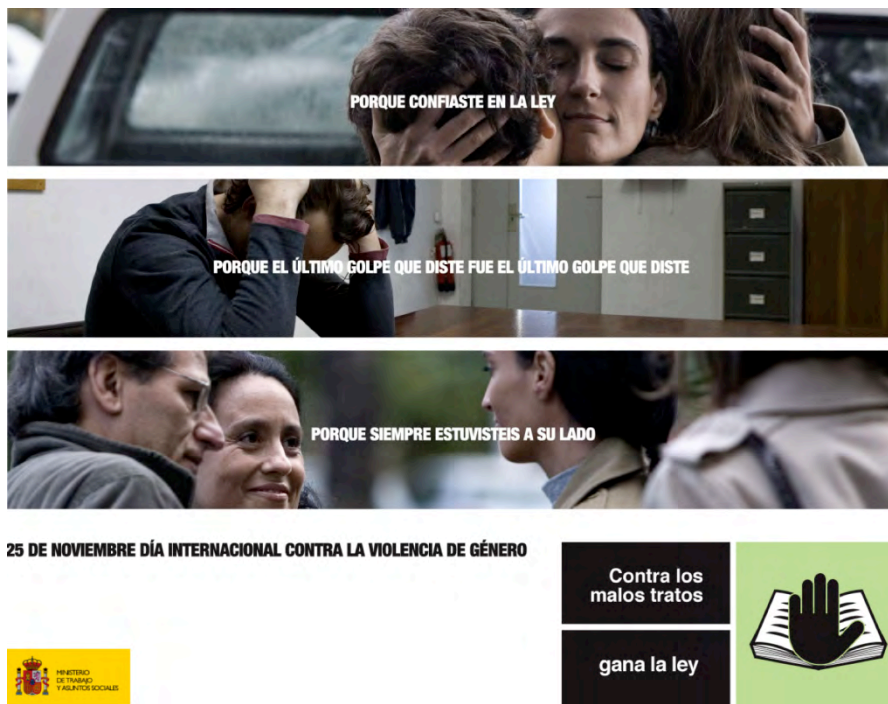 PORQUE CONFIASTE EN LA LEY
PORQUE EL ÚLTIMO GOLPE QUE DISTE FUE EL ÚLTIMO GOLPE QUE DISTE
PORQUE SIEMPRE ESTUVISTEIS A SU LADO
25 DE NOVIEMBRE DÍA INTERNACIONAL CONTRA LA VIOLENCIA DE GÉNERO
Contra los
malos tratos
gana la ley
MINISTERIO
DE TRABAJO
Y ASUNTOS SOCIALES